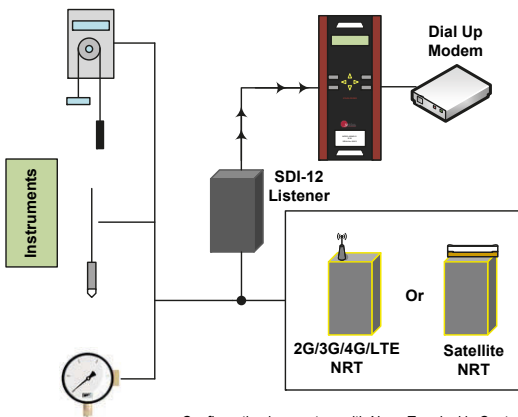 Dial Up
Modem
SDI-12
Listener
Instruments
2G/3G/4G/LTE
NRT
Or
Satellite
NRT